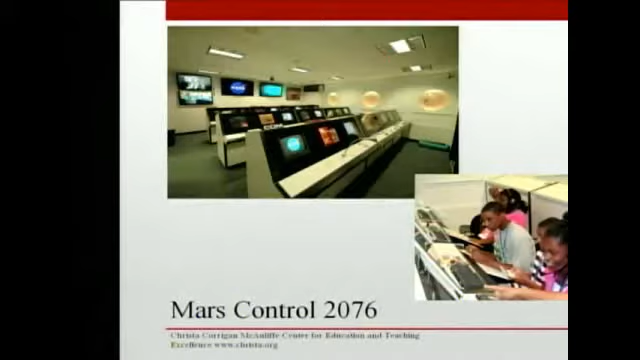 Mars Control 2076
Christa Corrigan McAuliffe Center for Education and Teaching
Excellence www.christa.org